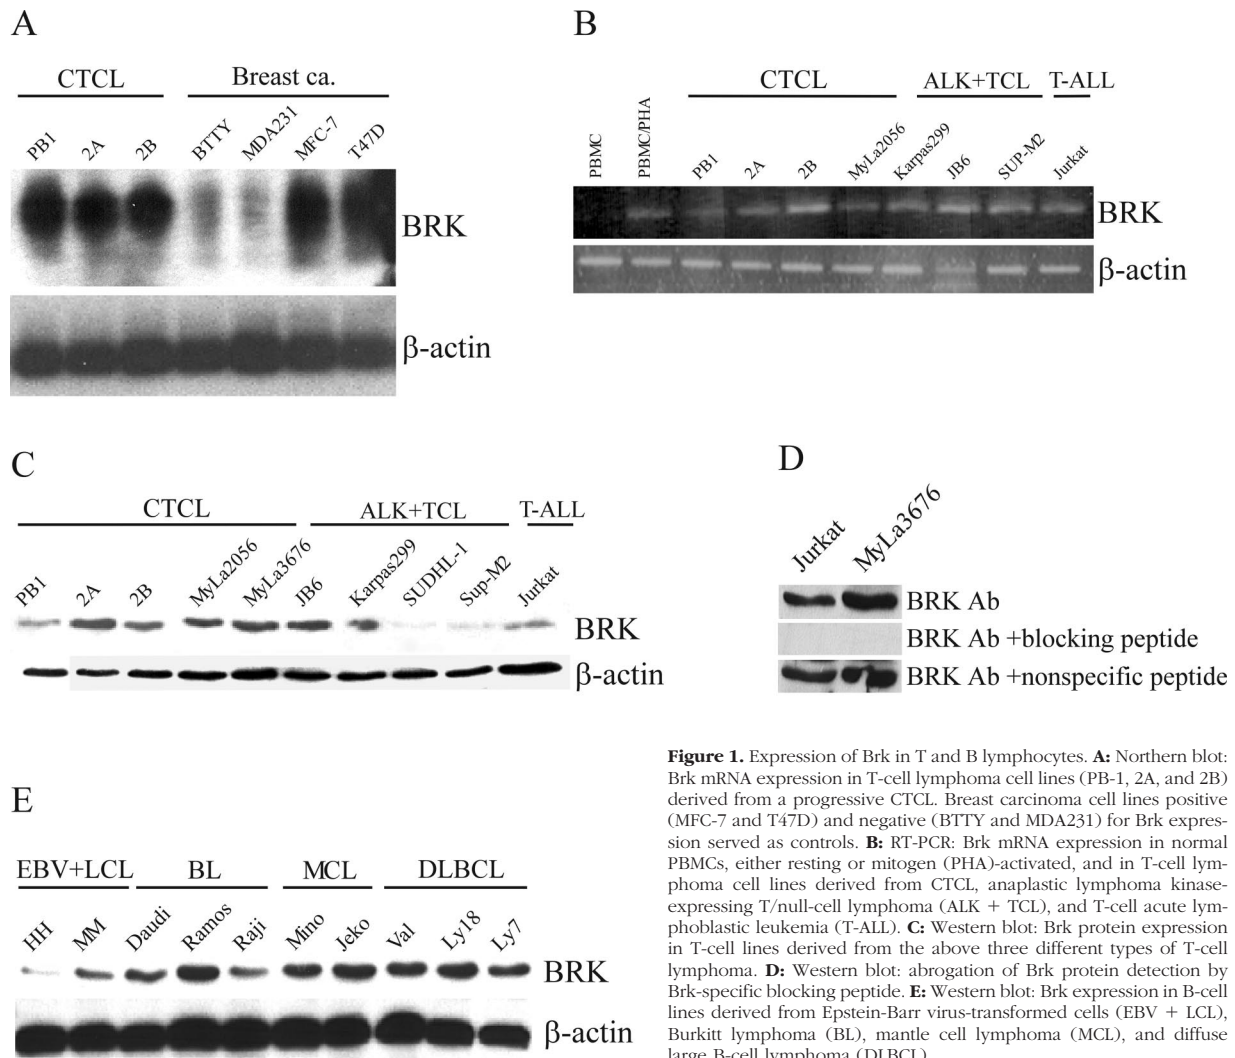 A
CTCL Breast ca.
PB1 2A 2B BTTY MDA231 MFC-7 T47D
BRK
β-actin
B
CTCL ALK+TCL T-ALL
PBMC PBMC/PHA PB1 2A 2B MyLa2056 Karpas299 JB6 SUP-M2 Jurkat
BRK
β-actin
C
CTCL ALK+TCL T-ALL
PB1 2A 2B MyLa2056 MyLa3676 JB6 Karpas299 SUDHL-1 Sup-M2 Jurkat
BRK
β-actin
D
Jurkat MyLa3676
BRK Ab
BRK Ab +blocking peptide
BRK Ab +nonspecific peptide
E
EBV+LCL BL MCL DLBCL
HH MM Daudi Ramos Raji Mino Jeko Val Ly18 Ly7
BRK
β-actin
Figure 1. Expression of Brk in T and B lymphocytes. A: Northern blot:
Brk mRNA expression in T-cell lymphoma cell lines (PB-1, 2A, and 2B)
derived from a progressive CTCL. Breast carcinoma cell lines positive
(MFC-7 and T47D) and negative (BTTY and MDA231) for Brk expres-
sion served as controls. B: RT-PCR: Brk mRNA expression in normal
PBMCs, either resting or mitogen (PHA)-activated, and in T-cell lym-
phoma cell lines derived from CTCL, anaplastic lymphoma kinase-
expressing T/null-cell lymphoma (ALK + TCL), and T-cell acute lym-
phoblastic leukemia (T-ALL). C: Western blot: Brk protein expression
in T-cell lines derived from the above three different types of T-cell
lymphoma. D: Western blot: abrogation of Brk protein detection by
Brk-specific blocking peptide. E: Western blot: Brk expression in B-cell
lines derived from Epstein-Barr virus-transformed cells (EBV + LCL),
Burkitt lymphoma (BL), mantle cell lymphoma (MCL), and diffuse
large B-cell lymphoma (DLBCL).